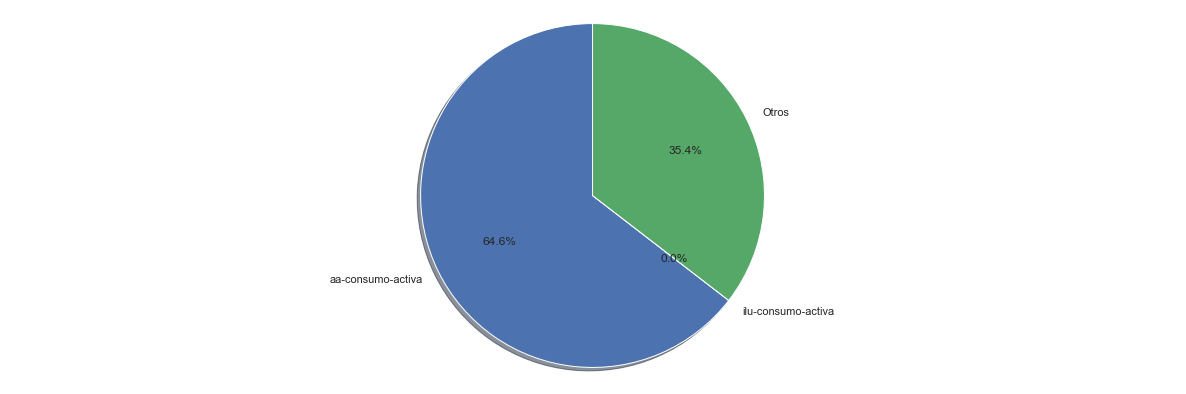 Otros
35.4%
64.6%
0.0%
aa-consumo-activa
ilu-consumo-activa